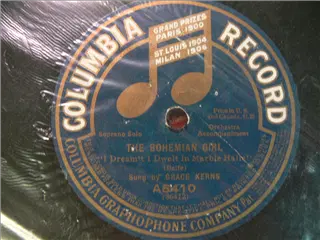 COLUMBIA RECORD
GRAND PRIZES
PARIS 1900
ST. LOUIS 1904
MILAN 1906
Soprano Solo
Orchestra
Accompaniment
THE BOHEMIAN GIRL
"I Dreamt I Dwelt in Marble Halls"
(Balfe)
Sung by GRACE KERNS
A5410
COLUMBIA GRAPHOPHONE COMPANY